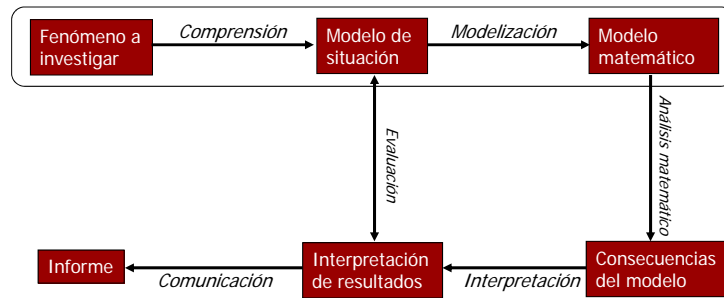 Fenómeno a
investigar
Comprensión
Modelo de
situación
Modelización
Modelo
matemático
Análisis matemático
Evaluación
Informe
Comunicación
Interpretación
de resultados
Interpretación
Consecuencias
del modelo